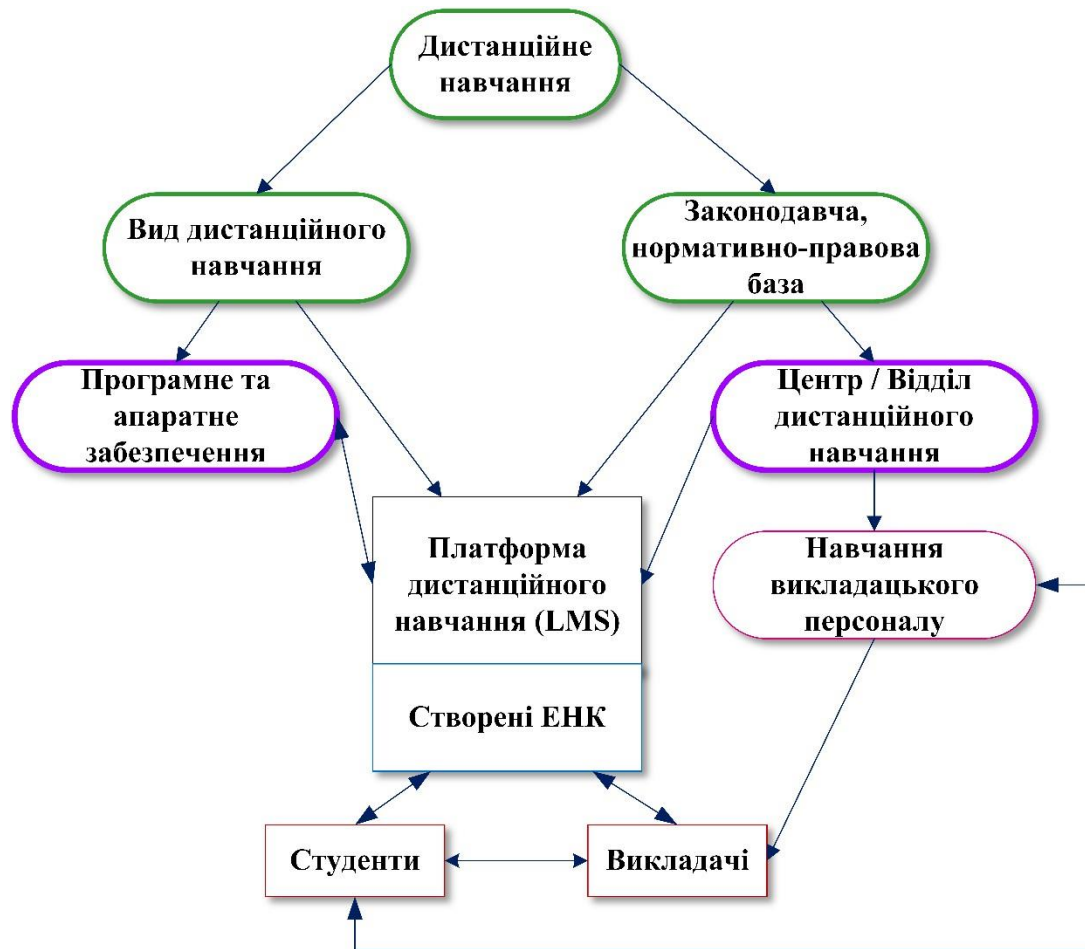 Дистанційне
навчання
Вид дистанційного
навчання
Законодавча,
нормативно-правова
база
Програмне та
апаратне
забезпечення
Центр / Відділ
дистанційного
навчання
Платформа
дистанційного
навчання (LMS)
Навчання
викладацького
персоналу
Створені ЕНК
Студенти
Викладачі